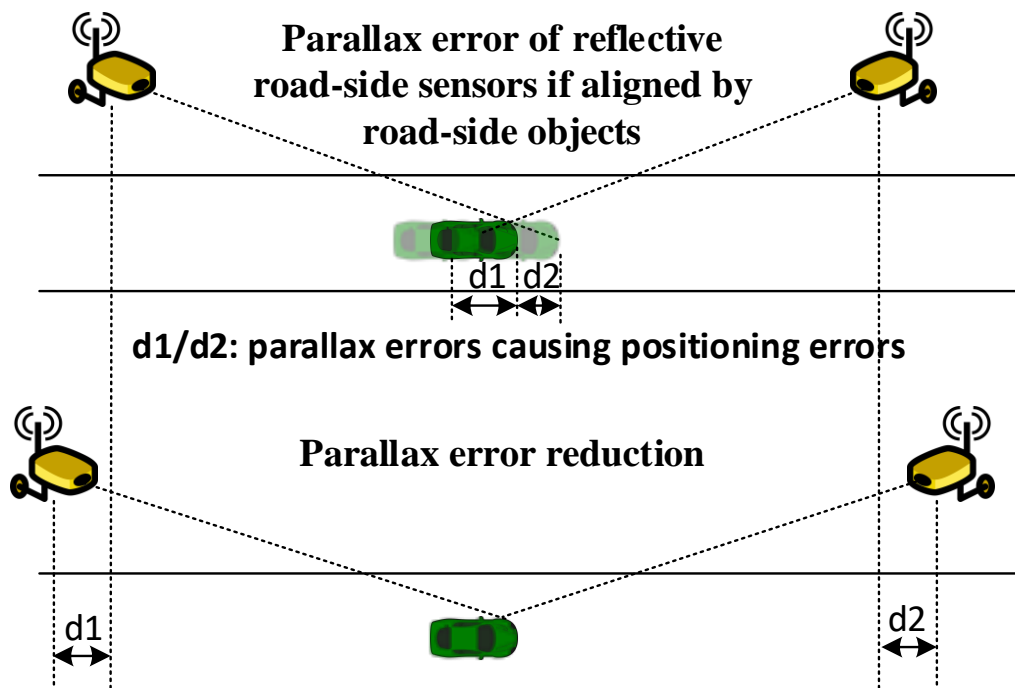 Parallax error of reflective
road-side sensors if aligned by
road-side objects
d1 d2
d1/d2: parallax errors causing positioning errors
Parallax error reduction
d1 d2